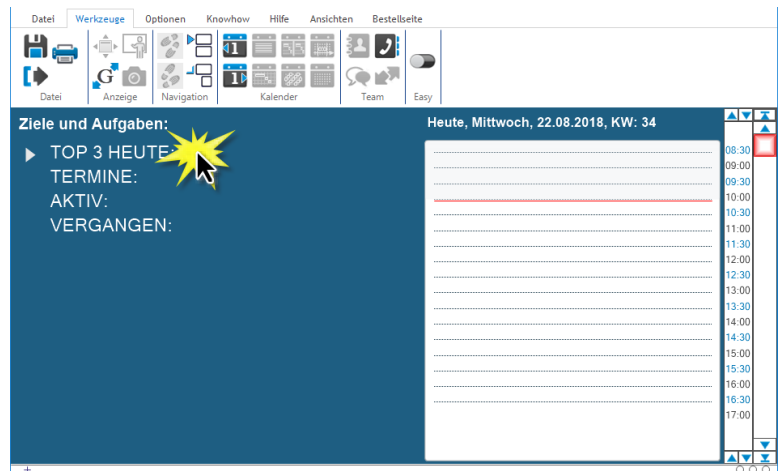 Datei Werkzeuge Optionen Knowhow Hilfe Ansichten Bestellseite
G 1
1
Datei Anzeige Navigation Kalender Team Easy
Ziele und Aufgaben:
TOP 3 HEUTE:
TERMINE:
AKTIV:
VERGANGEN:
Heute, Mittwoch, 22.08.2018, KW: 34
08:30
09:00
09:30
10:00
10:30
11:00
11:30
12:00
12:30
13:00
13:30
14:00
14:30
15:00
15:30
16:00
16:30
17:00